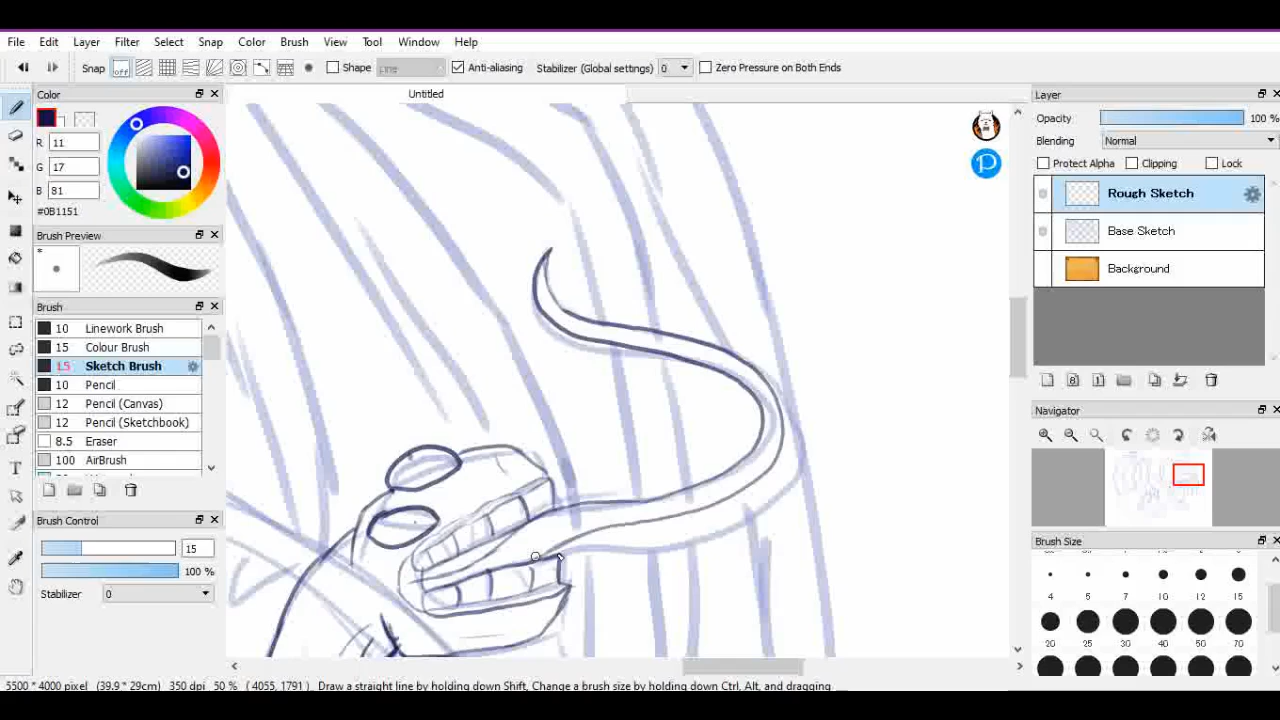 File Edit Layer Filter Select Snap Color Brush View Tool Window Help
Snap off Shape Line Anti-aliasing Stabilizer (Global settings) 0 Zero Pressure on Both Ends
Color
R 11
G 17
B 81
#0B1151
Brush Preview
*
Brush
10 Linework Brush
15 Colour Brush
15 Sketch Brush
10 Pencil
12 Pencil (Canvas)
12 Pencil (Sketchbook)
8.5 Eraser
100 AirBrush
Brush Control
15
100 %
Stabilizer 0
Untitled
Layer
Opacity 100 %
Blending Normal
Protect Alpha Clipping Lock
Rough Sketch
Base Sketch
Background
8 1
Navigator
Brush Size
4 5 7 10 12 15
20 25 30 40 50 70
5500 * 4000 pixel (39.9 * 29cm) 350 dpi 50 % ( 4055, 1791 ) Draw a straight line by holding down Shift, Change a brush size by holding down Ctrl, Alt, and dragging